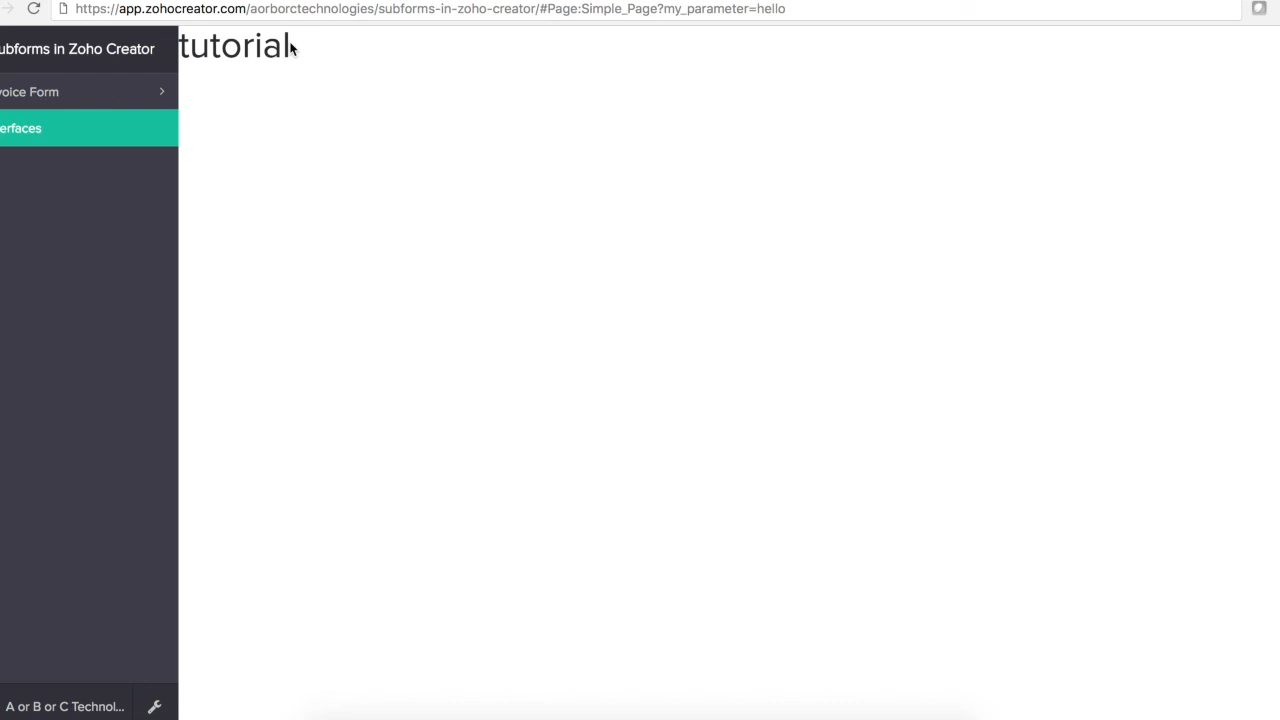 https://app.zohocreator.com/aorborctechnologies/subforms-in-zoho-creator/#Page:Simple_Page?my_parameter=hello
ubforms in Zoho Creator
tutorial
voice Form
erfaces
A or B or C Technol...